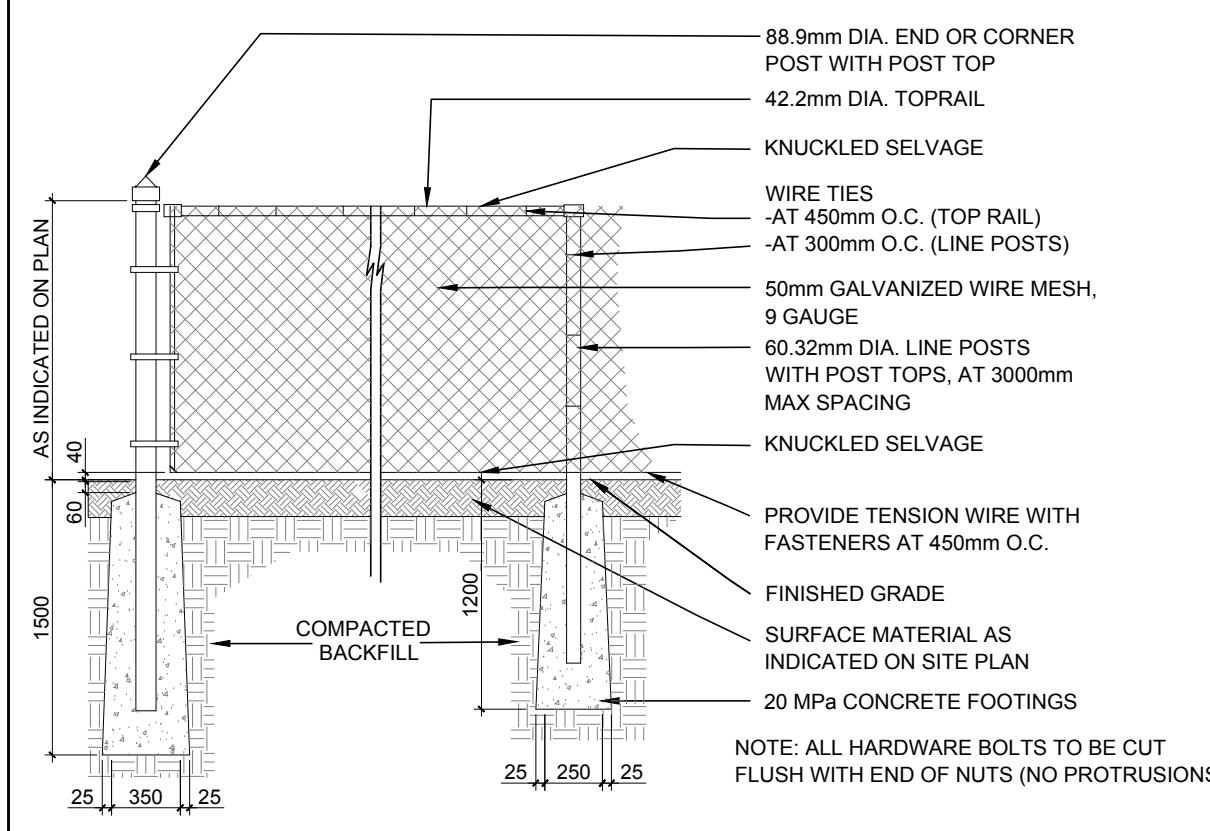 88.9mm DIA. END OR CORNER
POST WITH POST TOP
42.2mm DIA. TOPRAIL
KNUCKLED SELVAGE
WIRE TIES
-AT 450mm O.C. (TOP RAIL)
-AT 300mm O.C. (LINE POSTS)
50mm GALVANIZED WIRE MESH,
9 GAUGE
60.32mm DIA. LINE POSTS
WITH POST TOPS, AT 3000mm
MAX SPACING
KNUCKLED SELVAGE
PROVIDE TENSION WIRE WITH
FASTENERS AT 450mm O.C.
FINISHED GRADE
SURFACE MATERIAL AS
INDICATED ON SITE PLAN
20 MPa CONCRETE FOOTINGS
NOTE: ALL HARDWARE BOLTS TO BE CUT
FLUSH WITH END OF NUTS (NO PROTRUSIONS
AS INDICATED ON PLAN
40
60
1500
1200
COMPACTED
BACKFILL
25 350 25
25 250 25